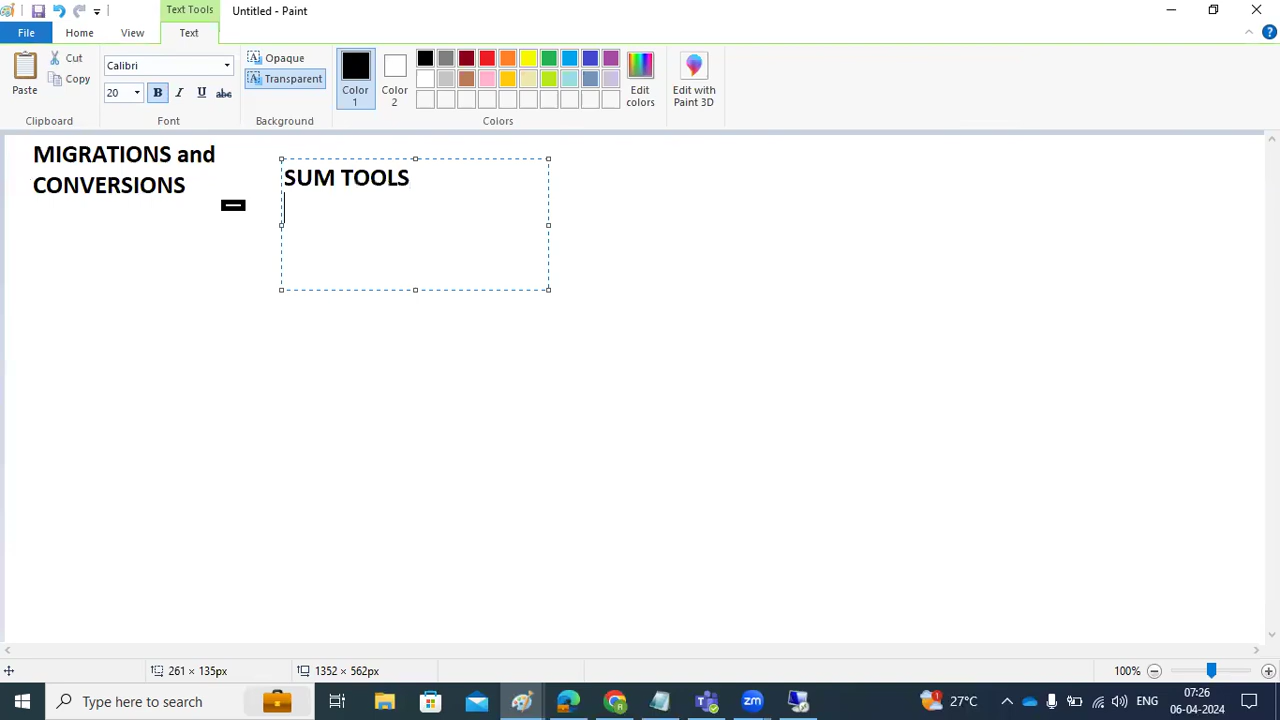 Text Tools
Untitled - Paint
File
Home
View
Text
Paste
Cut
Copy
Clipboard
Calibri
20
B
I
U
abc
Font
Opaque
Transparent
Background
Color 1
Color 2
Edit colors
Colors
Edit with Paint 3D
MIGRATIONS and
CONVERSIONS
SUM TOOLS
261 × 135px
1352 × 562px
100%
Type here to search
27°C
ENG
07:26
06-04-2024